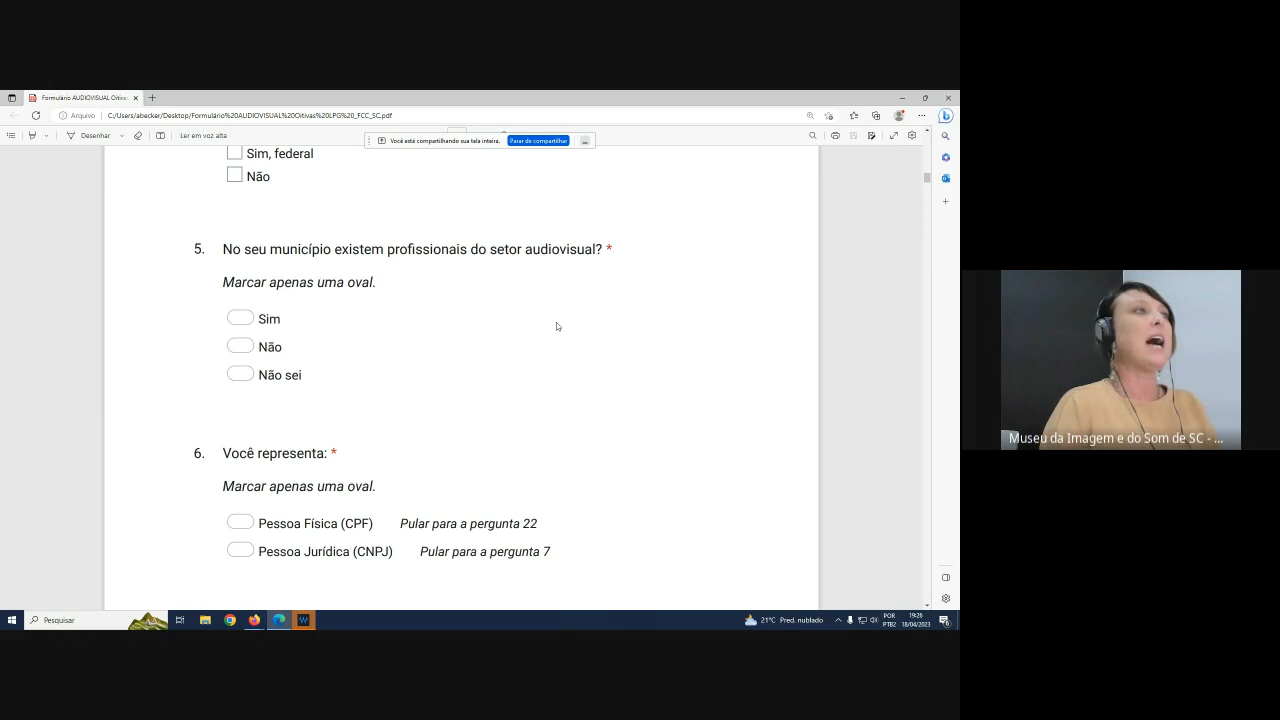 Formulário AUDIOVISUAL Oitivas
Arquivo
C:/Users/abecker/Desktop/Formulário%20AUDIOVISUAL%20Oitivas%20LPG%20_FCC_SC.pdf
Desenhar
Ler em voz alta
Você está compartilhando sua tela inteira.
Parar de compartilhar
Sim, federal
Não
5. No seu município existem profissionais do setor audiovisual? *
Marcar apenas uma oval.
Sim
Não
Não sei
6. Você representa: *
Marcar apenas uma oval.
Pessoa Física (CPF) Pular para a pergunta 22
Pessoa Jurídica (CNPJ) Pular para a pergunta 7
Museu da Imagem e do Som de SC - ...
Pesquisar
21°C Pred. nublado
POR
PTB2
19:26
18/04/2023